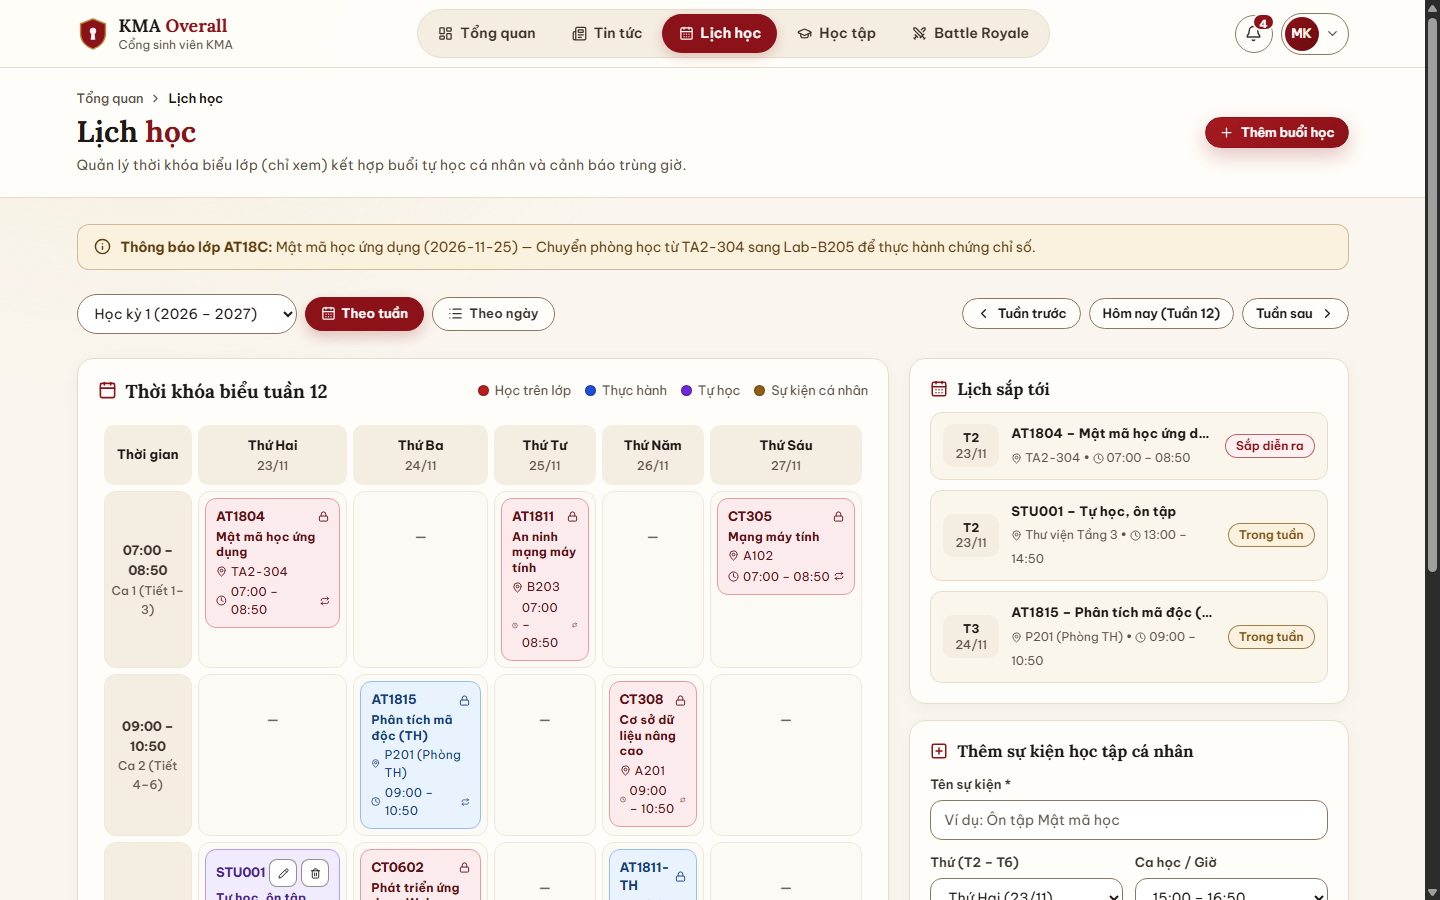 KMA Overall
Cổng sinh viên KMA
Tổng quan
Tin tức
Lịch học
Học tập
Battle Royale
4
MK
Tổng quan > Lịch học
Lịch học
Quản lý thời khóa biểu lớp (chỉ xem) kết hợp buổi tự học cá nhân và cảnh báo trùng giờ.
+ Thêm buổi học
Thông báo lớp AT18C: Mật mã học ứng dụng (2026-11-25) — Chuyển phòng học từ TA2-304 sang Lab-B205 để thực hành chứng chỉ số.
Học kỳ 1 (2026 – 2027)
Theo tuần
Theo ngày
Tuần trước
Hôm nay (Tuần 12)
Tuần sau
Thời khóa biểu tuần 12
Học trên lớp
Thực hành
Tự học
Sự kiện cá nhân
Thời gian
Thứ Hai
23/11
Thứ Ba
24/11
Thứ Tư
25/11
Thứ Năm
26/11
Thứ Sáu
27/11
07:00 –
08:50
Ca 1 (Tiết 1–
3)
AT1804
Mật mã học ứng
dụng
TA2-304
07:00 –
08:50
—
AT1811
An ninh
mạng máy
tính
B203
07:00
–
08:50
—
CT305
Mạng máy tính
A102
07:00 – 08:50
09:00 –
10:50
Ca 2 (Tiết
4–6)
—
AT1815
Phân tích mã
độc (TH)
P201 (Phòng
TH)
09:00 –
10:50
—
CT308
Cơ sở dữ
liệu nâng
cao
A201
09:00
– 10:50
—
STU001
Tự học, ôn tập
CT0602
Phát triển ứng
—
AT1811-
TH
—
Lịch sắp tới
T2
23/11
AT1804 – Mật mã học ứng d...
TA2-304 • 07:00 – 08:50
Sắp diễn ra
T2
23/11
STU001 – Tự học, ôn tập
Thư viện Tầng 3 • 13:00 –
14:50
Trong tuần
T3
24/11
AT1815 – Phân tích mã độc (...
P201 (Phòng TH) • 09:00 –
10:50
Trong tuần
Thêm sự kiện học tập cá nhân
Tên sự kiện *
Ví dụ: Ôn tập Mật mã học
Thứ (T2 – T6)
Ca học / Giờ
Thứ Hai (23/11)
15:00 – 16:50